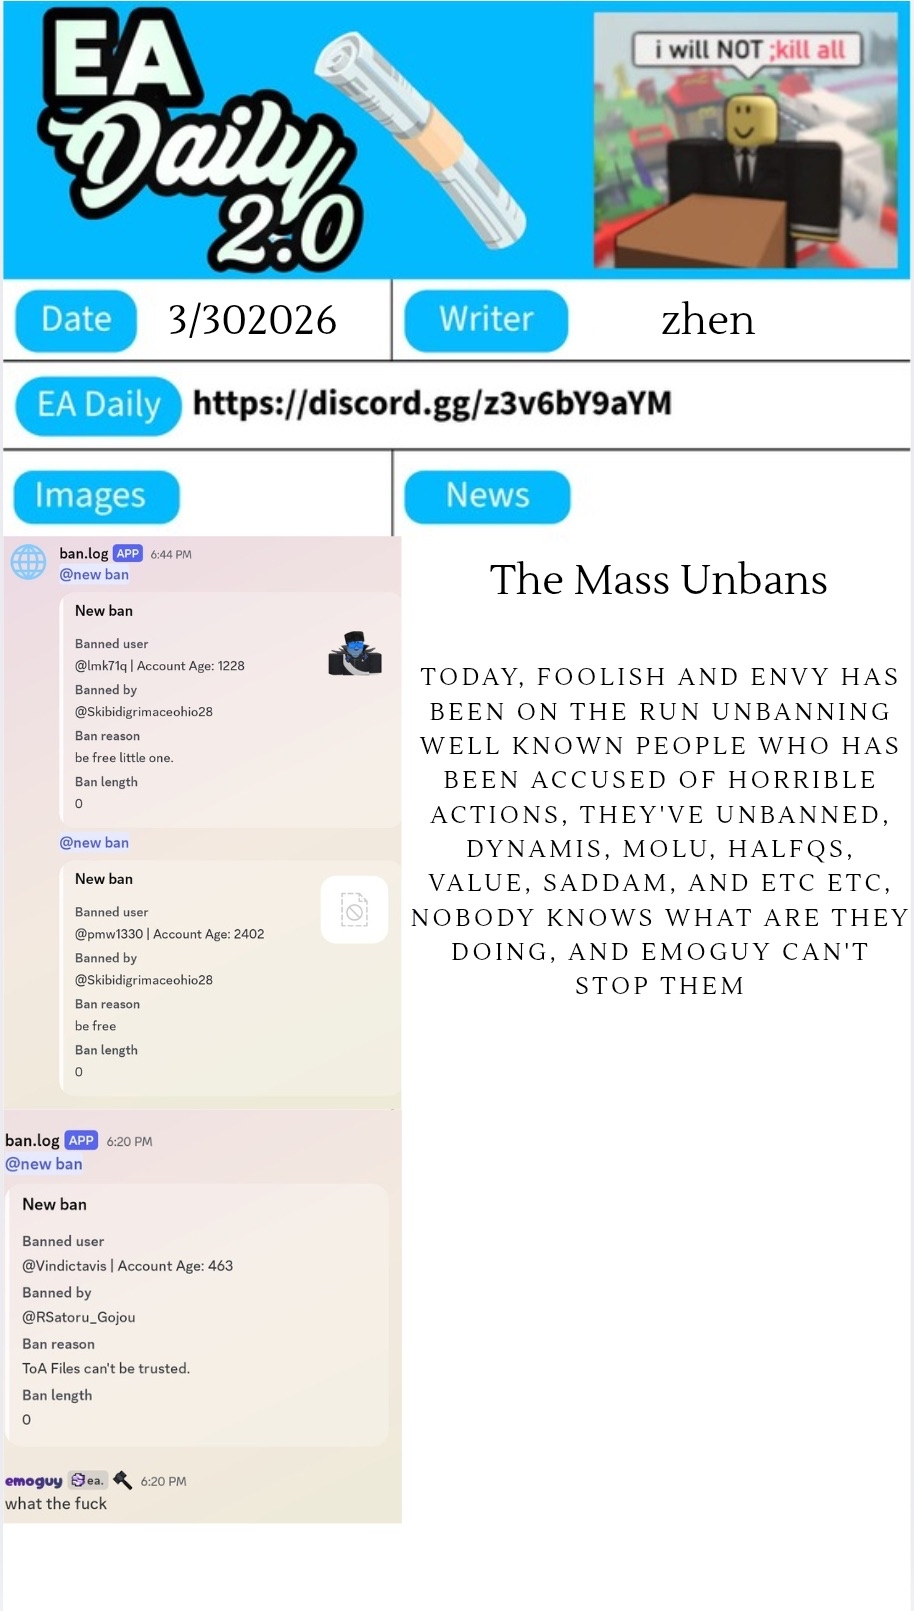 EA
Daily
2.0
i will NOT ;kill all
Date
3/302026
Writer
zhen
EA Daily
https://discord.gg/z3v6bY9aYM
Images
News
ban.log APP 6:44 PM
@new ban
New ban
Banned user
@lmk71q | Account Age: 1228
Banned by
@Skibidigrimaceohio28
Ban reason
be free little one.
Ban length
0
@new ban
New ban
Banned user
@pmw1330 | Account Age: 2402
Banned by
@Skibidigrimaceohio28
Ban reason
be free
Ban length
0
ban.log APP 6:20 PM
@new ban
New ban
Banned user
@Vindictavis | Account Age: 463
Banned by
@RSatoru_Gojou
Ban reason
ToA Files can't be trusted.
Ban length
0
emoguy ea. 6:20 PM
what the fuck
The Mass Unbans
TODAY, FOOLISH AND ENVY HAS
BEEN ON THE RUN UNBANNING
WELL KNOWN PEOPLE WHO HAS
BEEN ACCUSED OF HORRIBLE
ACTIONS, THEY'VE UNBANNED,
DYNAMIS, MOLU, HALFQS,
VALUE, SADDAM, AND ETC ETC,
NOBODY KNOWS WHAT ARE THEY
DOING, AND EMOGUY CAN'T
STOP THEM